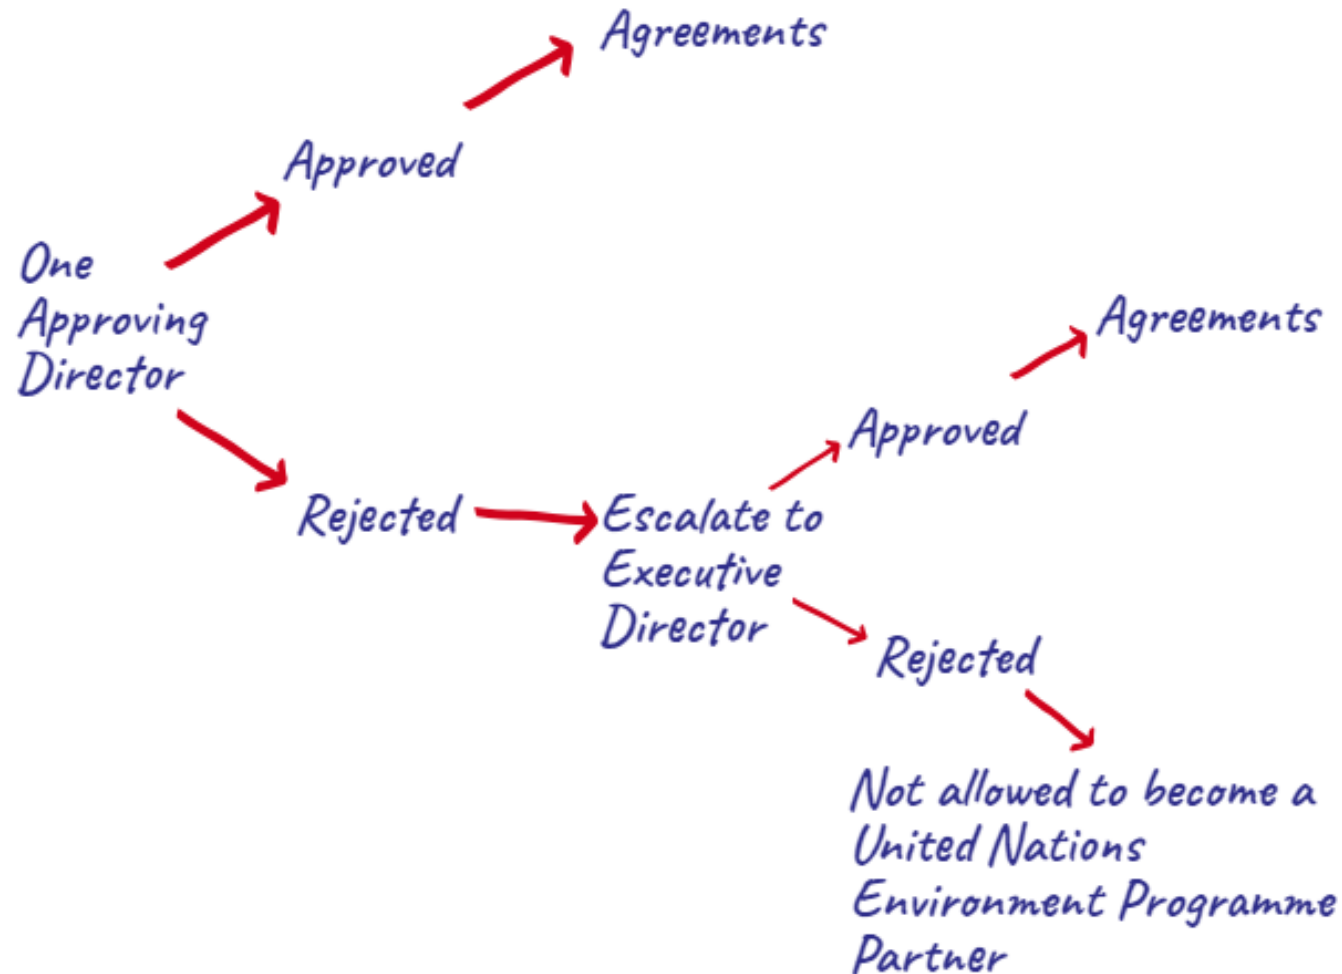 Agreements
Approved
One
Approving
Director
Agreements
Approved
Rejected
Escalate to
Executive
Director
Rejected
Not allowed to become a
United Nations
Environment Programme
Partner